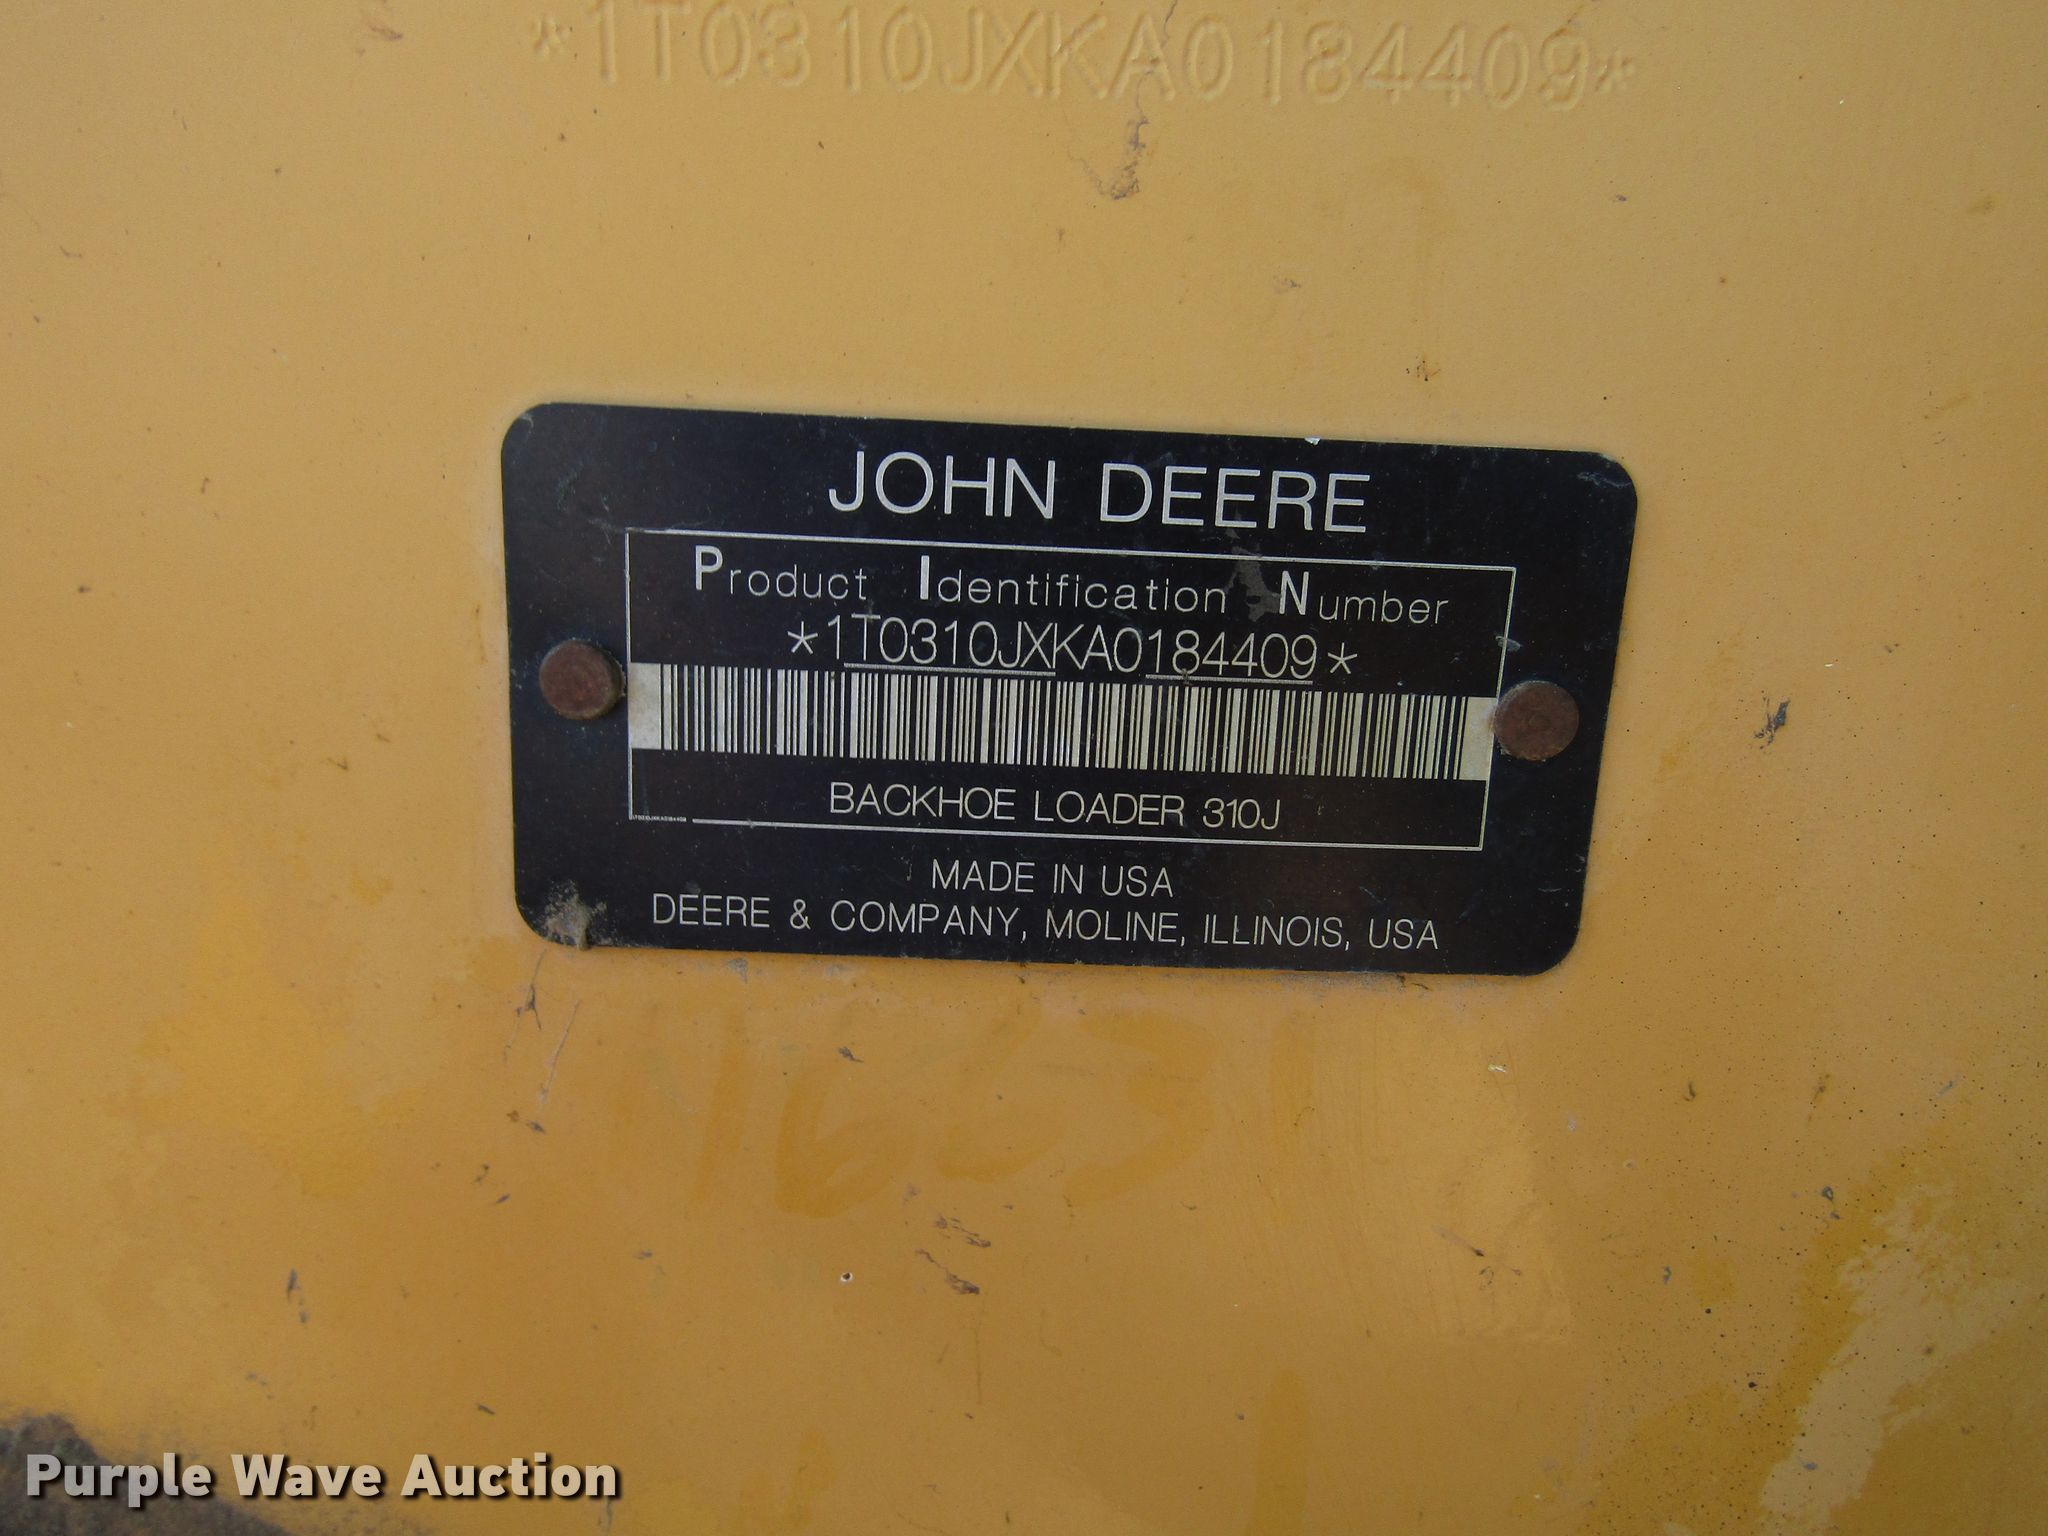 *1T0310JXKA0184409*
JOHN DEERE
Product Identification Number
*1T0310JXKA0184409*
BACKHOE LOADER 310J
1T0310JXKA0184409
MADE IN USA
DEERE & COMPANY, MOLINE, ILLINOIS, USA
Purple Wave Auction